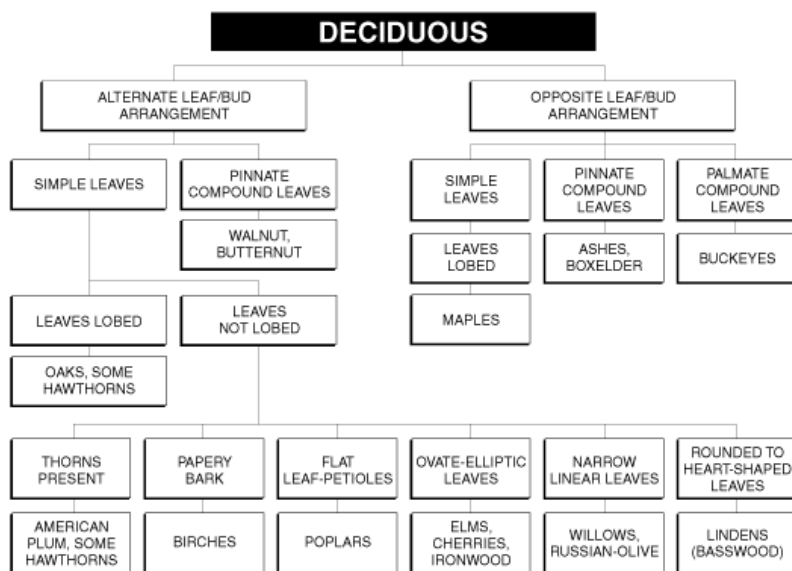 DECIDUOUS
ALTERNATE LEAF/BUD
ARRANGEMENT
OPPOSITE LEAF/BUD
ARRANGEMENT
SIMPLE LEAVES
PINNATE
COMPOUND LEAVES
SIMPLE
LEAVES
PINNATE
COMPOUND
LEAVES
PALMATE
COMPOUND
LEAVES
WALNUT,
BUTTERNUT
LEAVES
LOBED
ASHES,
BOXELDER
BUCKEYES
LEAVES LOBED
LEAVES
NOT LOBED
MAPLES
OAKS, SOME
HAWTHORNS
THORNS
PRESENT
PAPERY
BARK
FLAT
LEAF-PETIOLES
OVATE-ELLIPTIC
LEAVES
NARROW
LINEAR LEAVES
ROUNDED TO
HEART-SHAPED
LEAVES
AMERICAN
PLUM, SOME
HAWTHORNS
BIRCHES
POPLARS
ELMS,
CHERRIES,
IRONWOOD
WILLOWS,
RUSSIAN-OLIVE
LINDENS
(BASSWOOD)